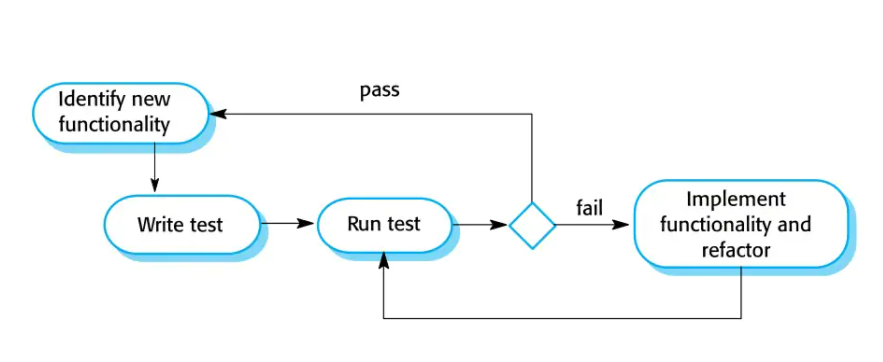 pass
Identify new
functionality
Write test
Run test
fail
Implement
functionality and
refactor